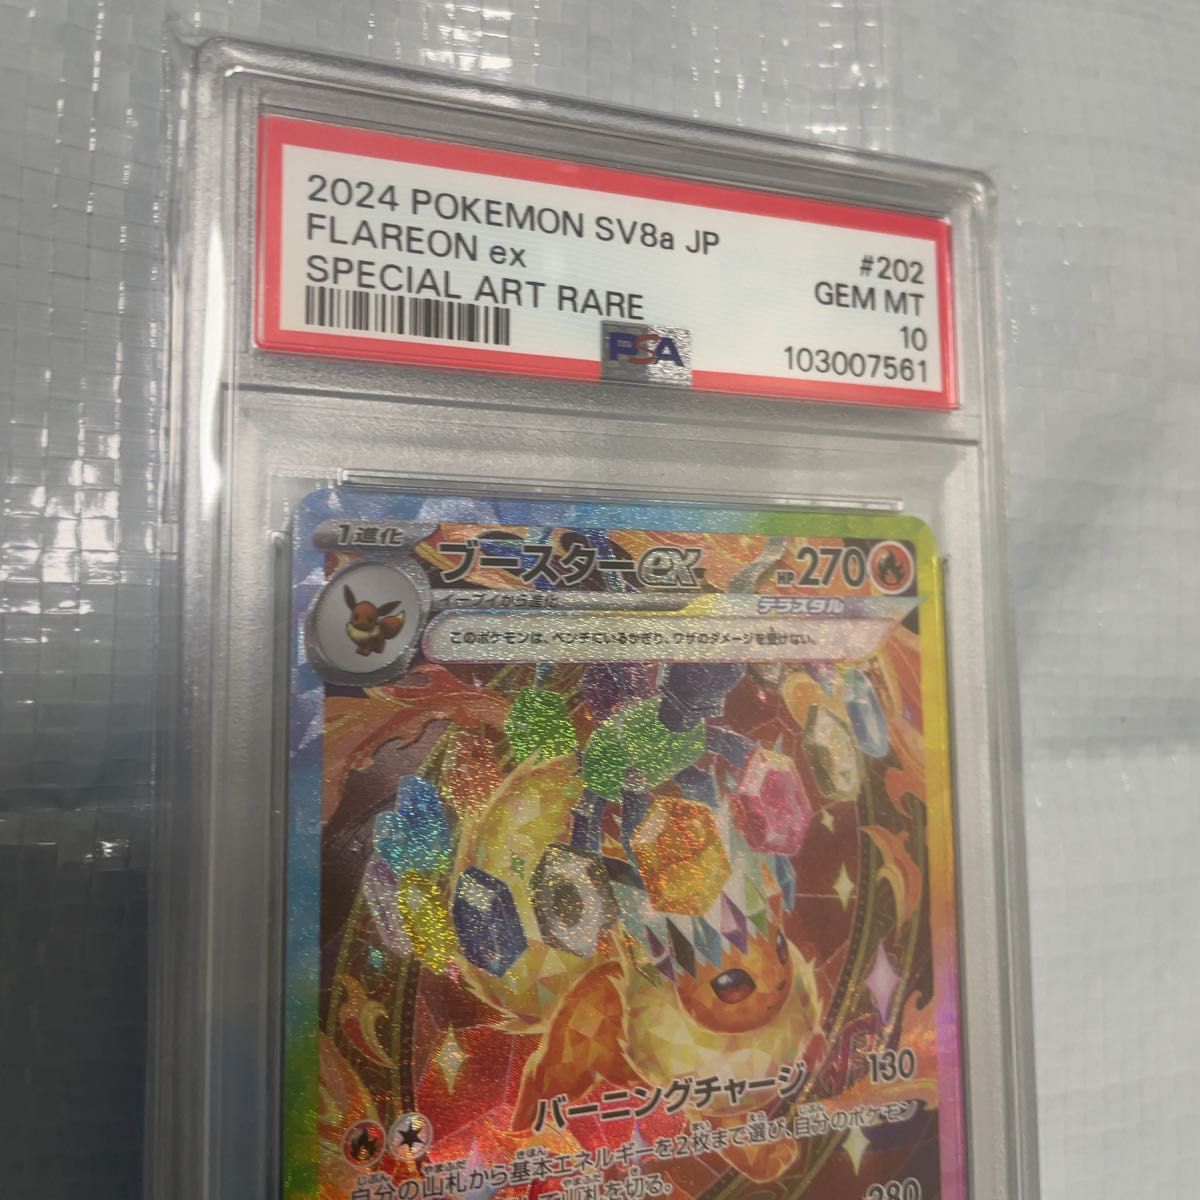 2024 POKEMON SV8a JP
FLAREON ex
SPECIAL ART RARE
#202
GEM MT
10
103007561
PSA
1進化
ブースターex
HP270
イーブイから進化
テラスタル
このポケモンは、ベンチにいるかぎり、ワザのダメージを受けない。
バーニングチャージ 130
自分の山札から基本エネルギーを2枚まで選び、自分のポケモン
山札を切る。
280